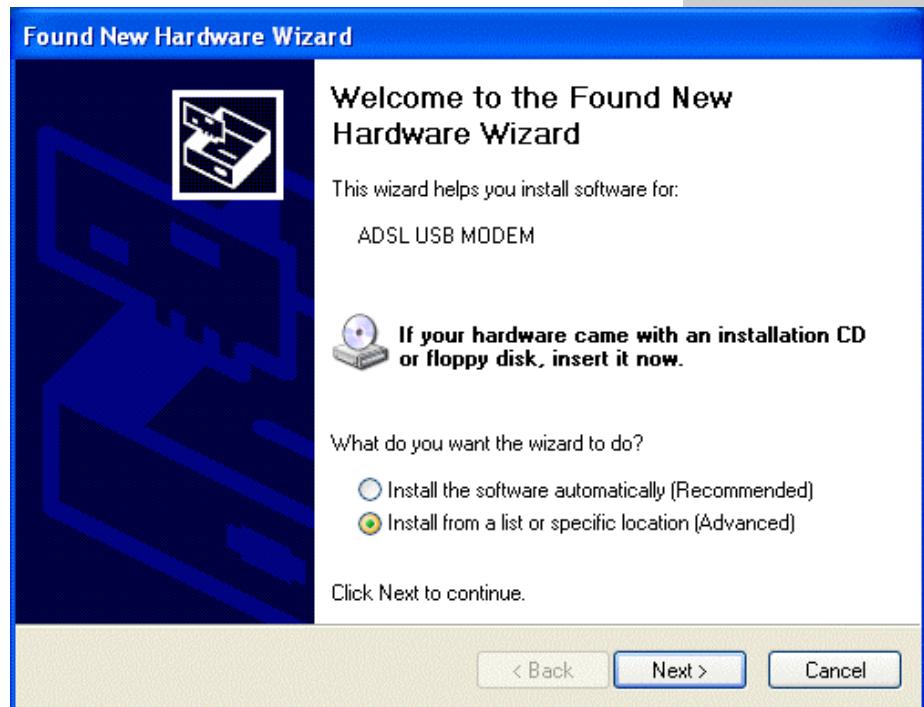 Found New Hardware Wizard
Welcome to the Found New
Hardware Wizard
This wizard helps you install software for:
ADSL USB MODEM
If your hardware came with an installation CD
or floppy disk, insert it now.
What do you want the wizard to do?
Install the software automatically (Recommended)
Install from a list or specific location (Advanced)
Click Next to continue.
< Back
Next >
Cancel